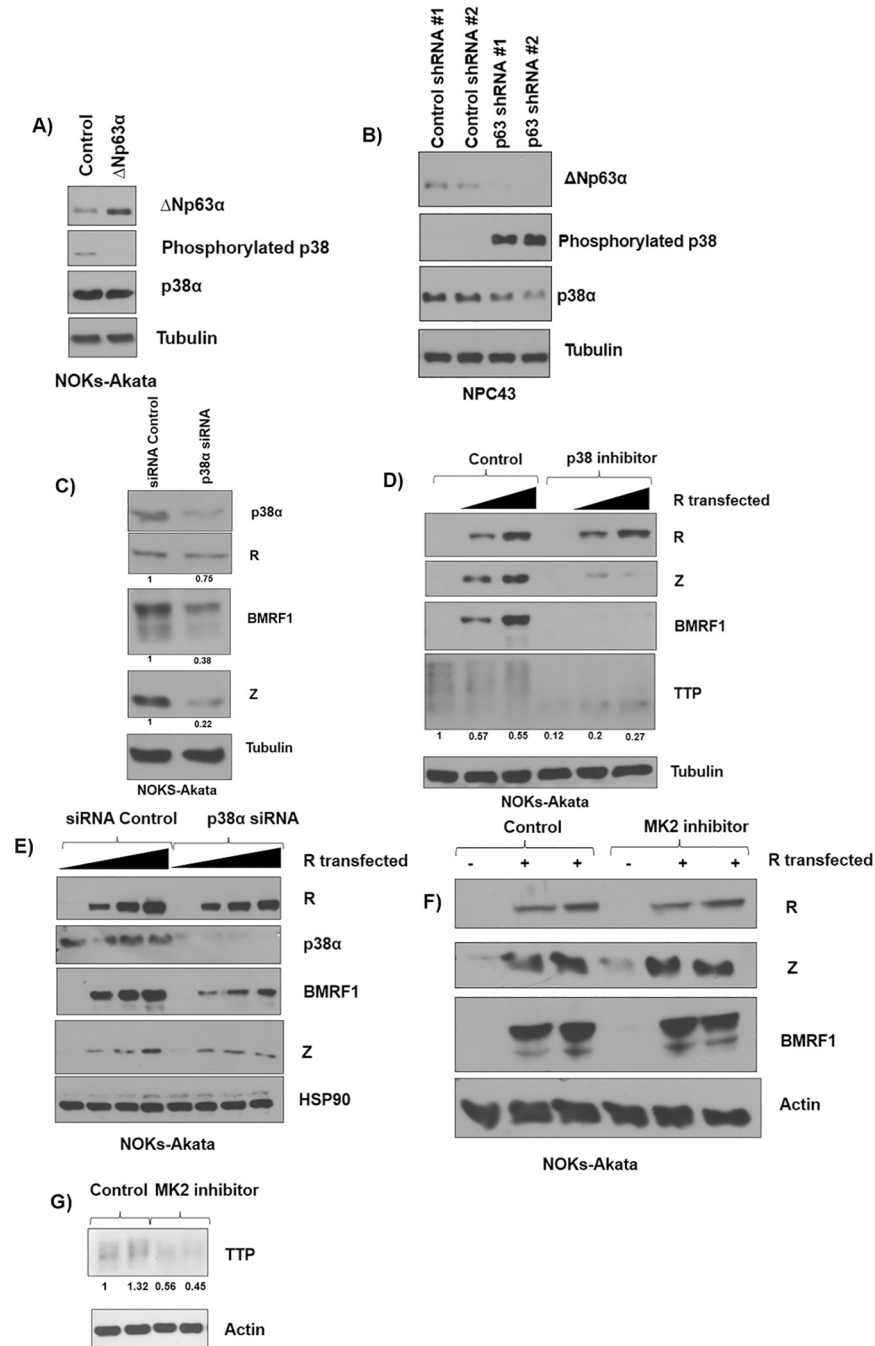 A)
Control
ΔNp63α
ΔNp63α
Phosphorylated p38
p38α
Tubulin
NOKs-Akata
B)
Control shRNA #1
Control shRNA #2
p63 shRNA #1
p63 shRNA #2
ΔNp63α
Phosphorylated p38
p38α
Tubulin
NPC43
C)
siRNA Control
p38α siRNA
p38α
R
1 0.75
BMRF1
1 0.38
Z
1 0.22
Tubulin
NOKS-Akata
D)
Control p38 inhibitor
R transfected
R
Z
BMRF1
TTP
1 0.57 0.55 0.12 0.2 0.27
Tubulin
NOKs-Akata
E)
siRNA Control p38α siRNA
R transfected
R
p38α
BMRF1
Z
HSP90
NOKs-Akata
F)
Control MK2 inhibitor
- + + - + + R transfected
R
Z
BMRF1
Actin
NOKs-Akata
G)
Control MK2 inhibitor
TTP
1 1.32 0.56 0.45
Actin